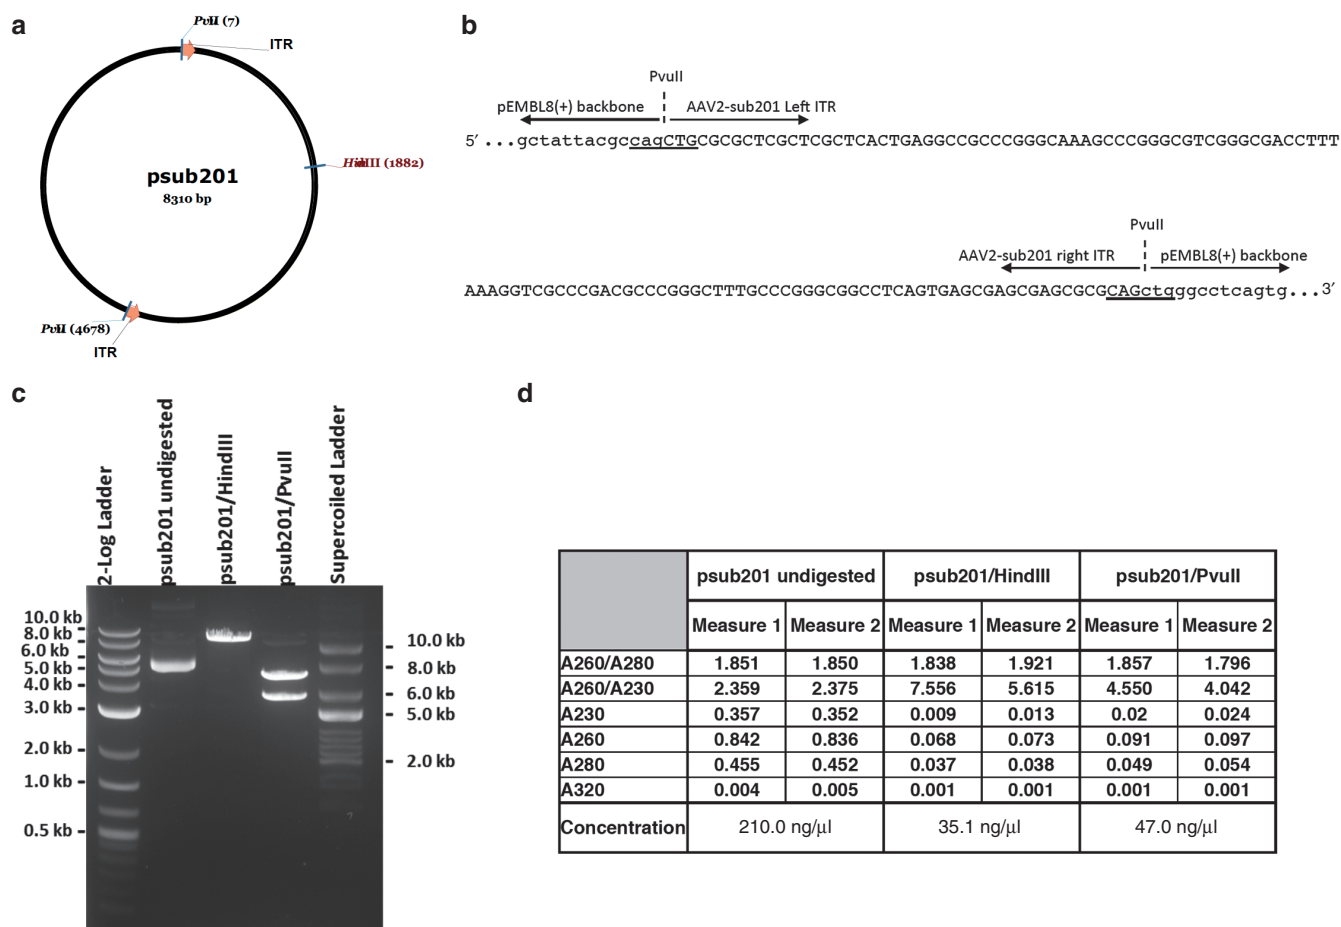 a
PvuII (7)
ITR
HindIII (1882)
psub201
8310 bp
PvuII (4678)
ITR
b
PvuII
pEMBL8(+) backbone AAV2-sub201 Left ITR
5′ ...gctattacgccagCTGCGCGCTCGCTCGCTCACTGAGGCCGCCCGGGCAAAGCCCGGGCGTCGGGCGACCTTT
PvuII
AAV2-sub201 right ITR pEMBL8(+) backbone
AAAGGTCGCCCGACGCCCGGGCTTTGCCCGGGCGGCCTCAGTGAGCGAGCGAGCGCGCAGctgggcctcagtg...3′
c
2-Log Ladder
psub201 undigested
psub201/HindIII
psub201/PvuII
Supercoiled Ladder
10.0 kb
8.0 kb
6.0 kb
5.0 kb
4.0 kb
3.0 kb
2.0 kb
1.0 kb
0.5 kb
10.0 kb
8.0 kb
6.0 kb
5.0 kb
2.0 kb
d
psub201 undigested psub201/HindIII psub201/PvuII
Measure 1 Measure 2 Measure 1 Measure 2 Measure 1 Measure 2
A260/A280 1.851 1.850 1.838 1.921 1.857 1.796
A260/A230 2.359 2.375 7.556 5.615 4.550 4.042
A230 0.357 0.352 0.009 0.013 0.02 0.024
A260 0.842 0.836 0.068 0.073 0.091 0.097
A280 0.455 0.452 0.037 0.038 0.049 0.054
A320 0.004 0.005 0.001 0.001 0.001 0.001
Concentration 210.0 ng/µl 35.1 ng/µl 47.0 ng/µl